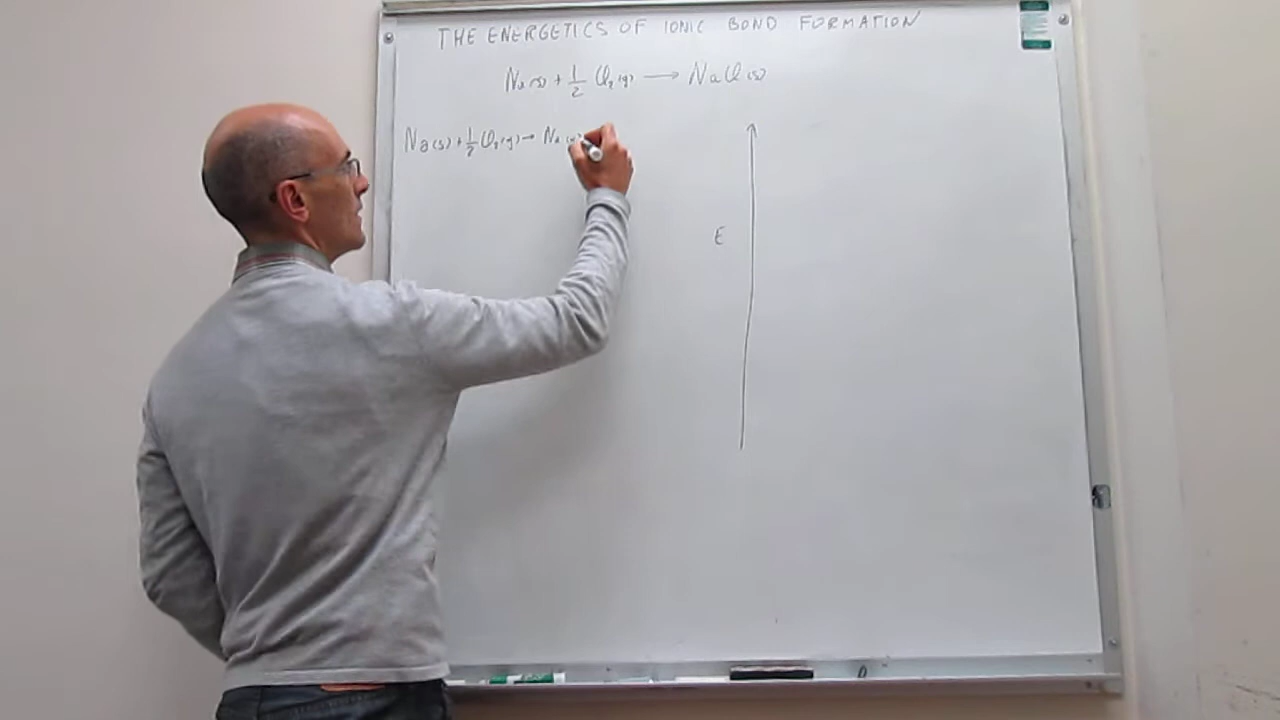 THE ENERGETICS OF IONIC BOND FORMATION
Na(s) + 1/2 Cl2(g) → NaCl(s)
Na(s) + 1/2 Cl2(g) → Na
E